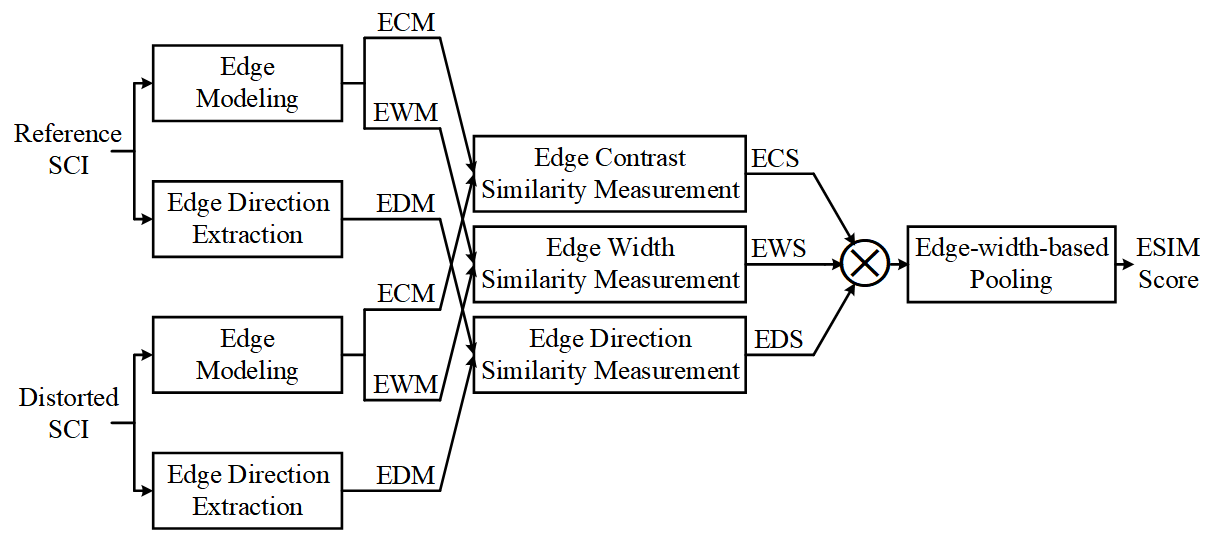 ECM
Edge
Modeling
EWM
Reference
SCI
Edge Direction
Extraction
EDM
Edge Contrast
Similarity Measurement
ECS
Edge Width
Similarity Measurement
EWS
Edge-width-based
Pooling
ESIM
Score
ECM
Edge
Modeling
EWM
Edge Direction
Similarity Measurement
EDS
Distorted
SCI
Edge Direction
Extraction
EDM